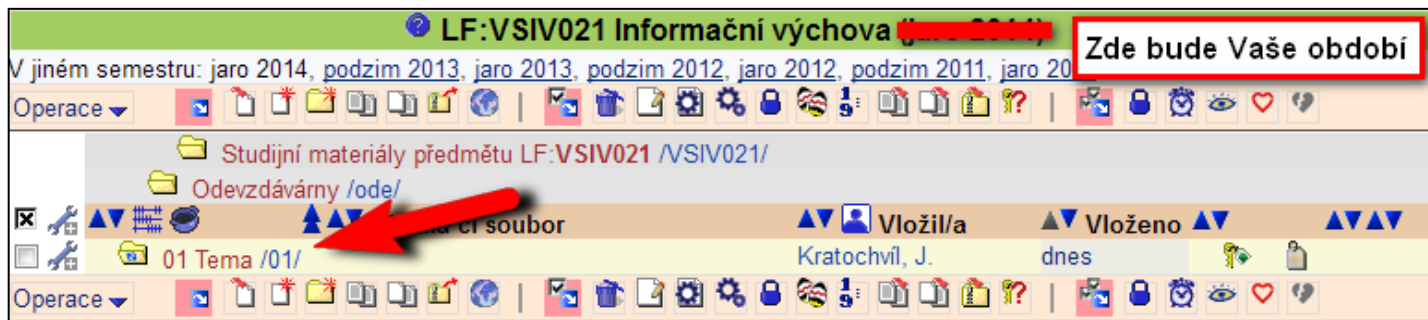 LF:VSIV021 Informační výchova
Zde bude Vaše období
V jiném semestru: jaro 2014, podzim 2013, jaro 2013, podzim 2012, jaro 2012, podzim 2011, jaro
Operace
Studijní materiály předmětu LF:VSIV021 /VSIV021/
Odevzdávárny /ode/
či soubor Vložil/a Vloženo
01 Tema /01/ Kratochvíl, J. dnes
Operace